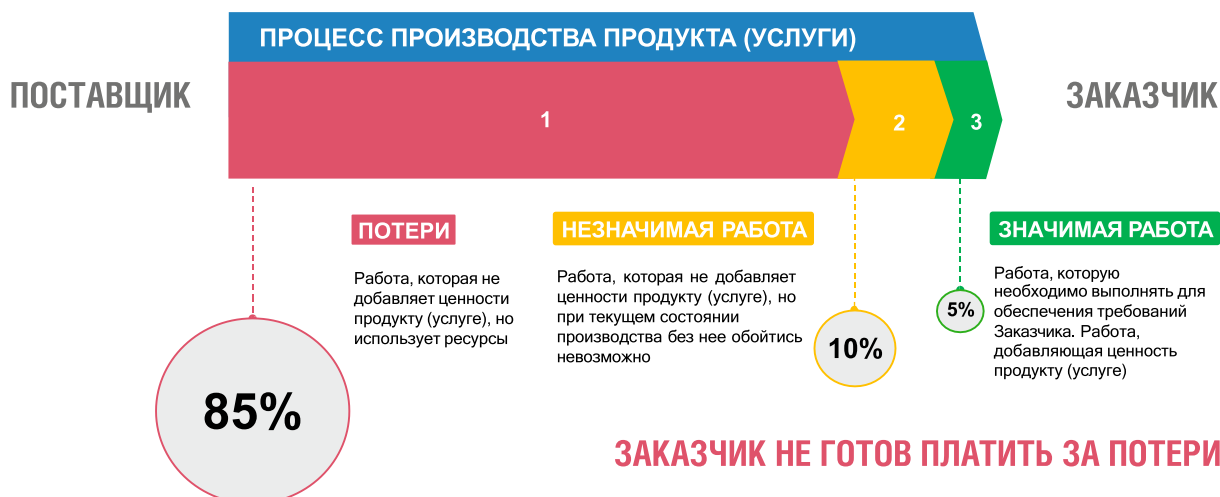 ПРОЦЕСС ПРОИЗВОДСТВА ПРОДУКТА (УСЛУГИ)
ПОСТАВЩИК
ЗАКАЗЧИК
1
2
3
ПОТЕРИ
Работа, которая не
добавляет ценности
продукту (услуге), но
использует ресурсы
85%
НЕЗНАЧИМАЯ РАБОТА
Работа, которая не добавляет
ценности продукту (услуге), но
при текущем состоянии
производства без нее обойтись
невозможно
10%
ЗНАЧИМАЯ РАБОТА
Работа, которую
необходимо выполнять для
обеспечения требований
Заказчика. Работа,
добавляющая ценность
продукту (услуге)
5%
ЗАКАЗЧИК НЕ ГОТОВ ПЛАТИТЬ ЗА ПОТЕРИ